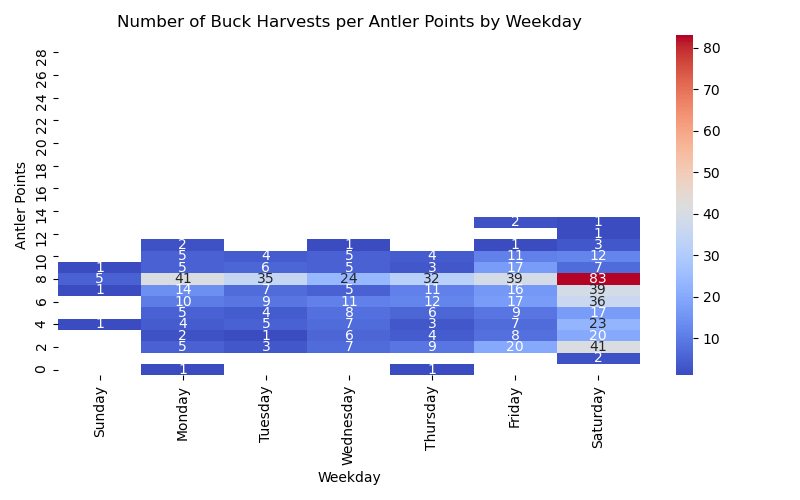 Number of Buck Harvests per Antler Points by Weekday
28
26
24
22
20
18
16
14 2 1
1
12 2 1 1 3
10 5 4 5 4 11 12
1 5 6 5 3 17 7
8 5 41 35 24 32 39 83
1 14 7 5 11 16 39
6 10 9 11 12 17 36
5 4 8 6 9 17
4 1 4 5 7 3 7 23
2 1 6 4 8 20
2 5 3 7 9 20 41
2
0 1 1
Antler Points
Sunday Monday Tuesday Wednesday Thursday Friday Saturday
Weekday
80
70
60
50
40
30
20
10